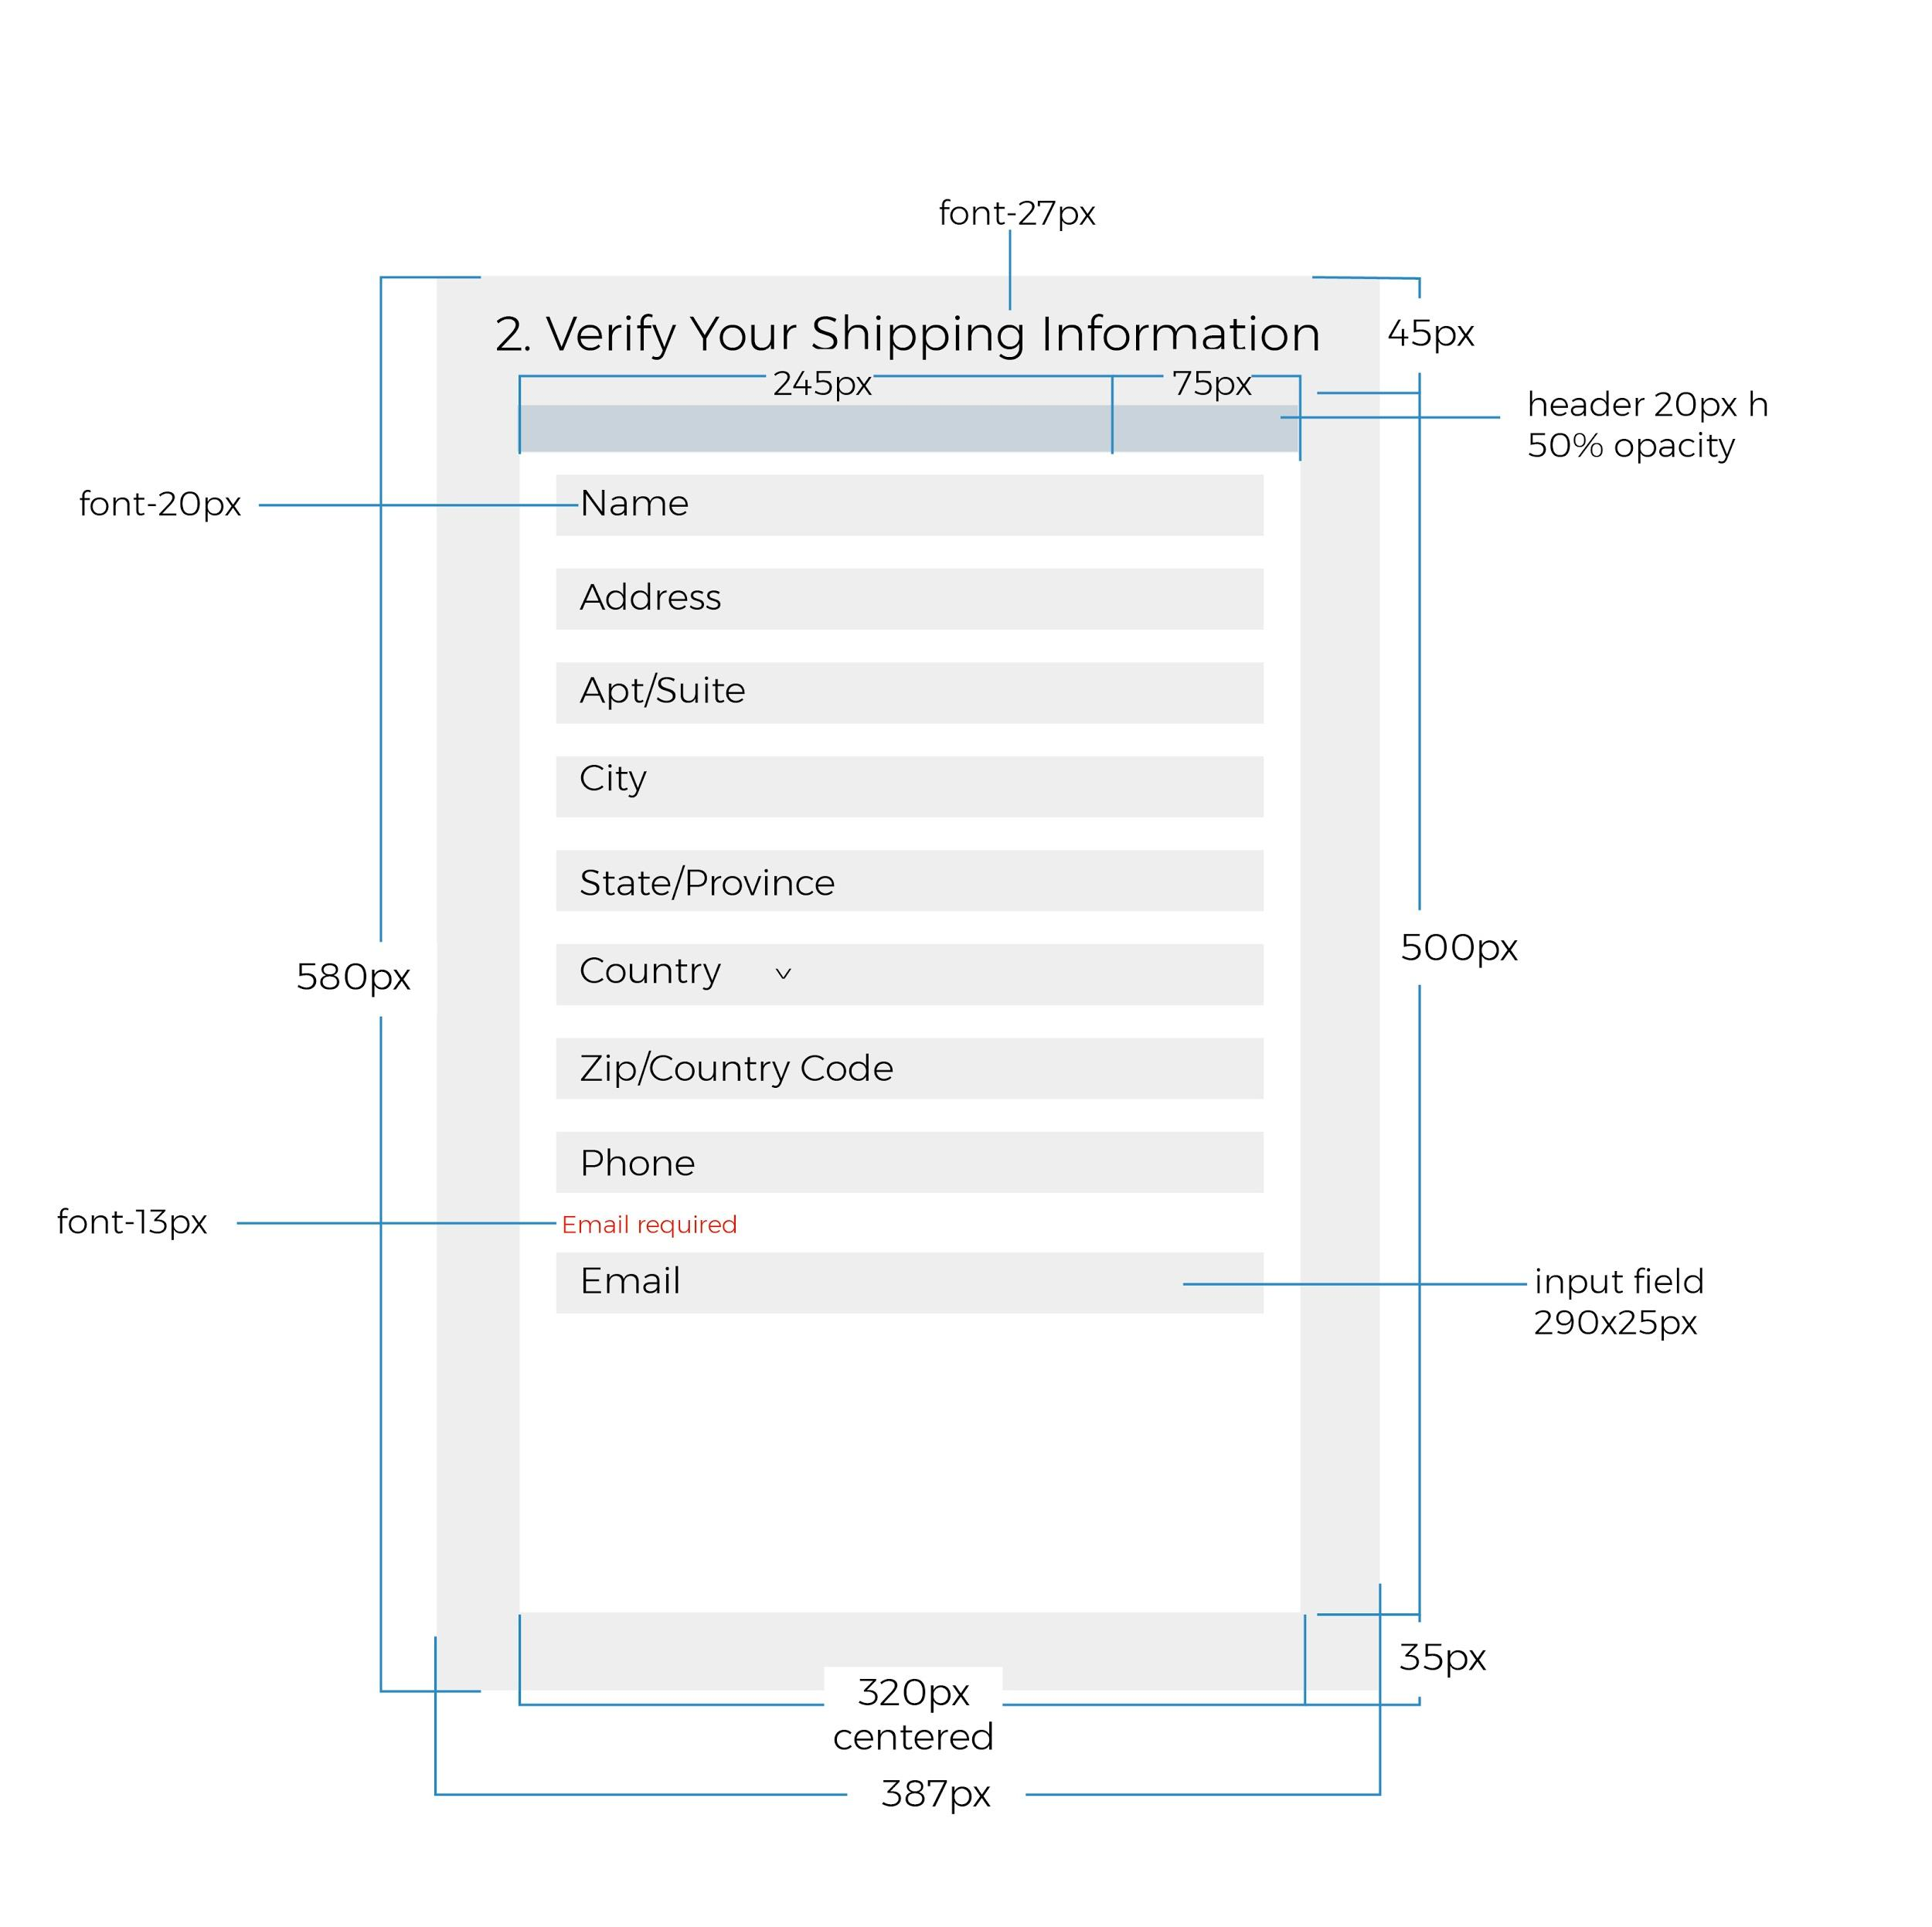 font-27px
2. Verify Your Shipping Information
45px
245px
75px
header 20px h
50% opacity
font-20px
Name
Address
Apt/Suite
City
State/Province
500px
580px
Country
Zip/Country Code
Phone
font-13px
Email required
Email
input field
290x25px
35px
320px
centered
387px